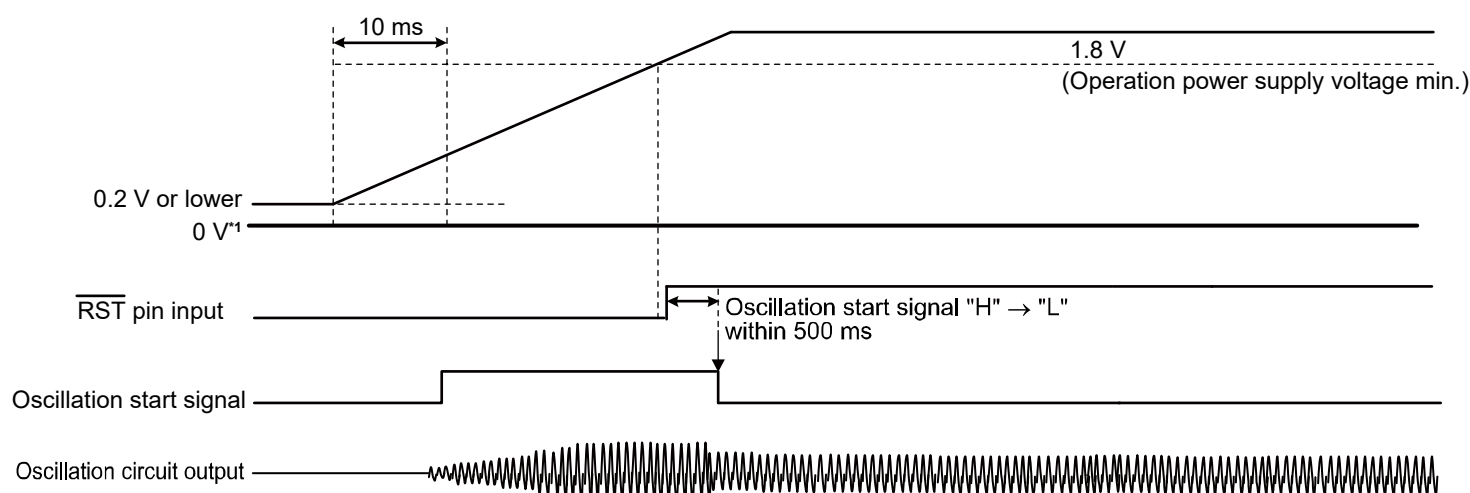 10 ms
1.8 V
(Operation power supply voltage min.)
0.2 V or lower
0 V*1
RST pin input
Oscillation start signal "H" → "L"
within 500 ms
Oscillation start signal
Oscillation circuit output